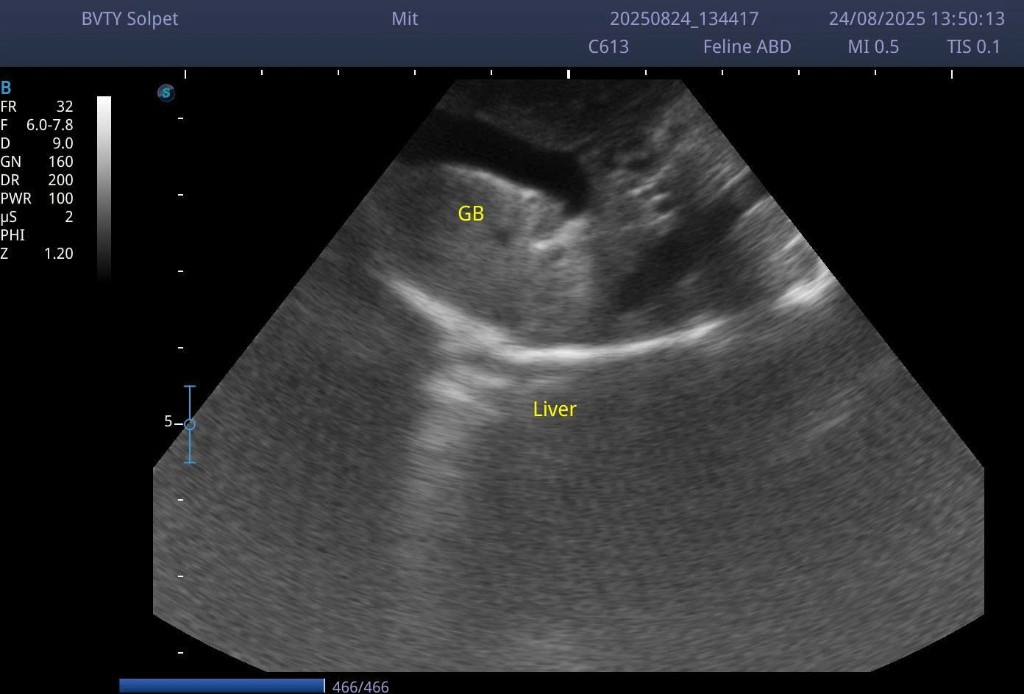 BVTY Solpet Mit 20250824_134417 24/08/2025 13:50:13
C613 Feline ABD MI 0.5 TIS 0.1
B
S
FR 32
F 6.0-7.8
D 9.0
GN 160
DR 200
PWR 100
µS 2
PHI
Z 1.20
GB
Liver
5
466/466